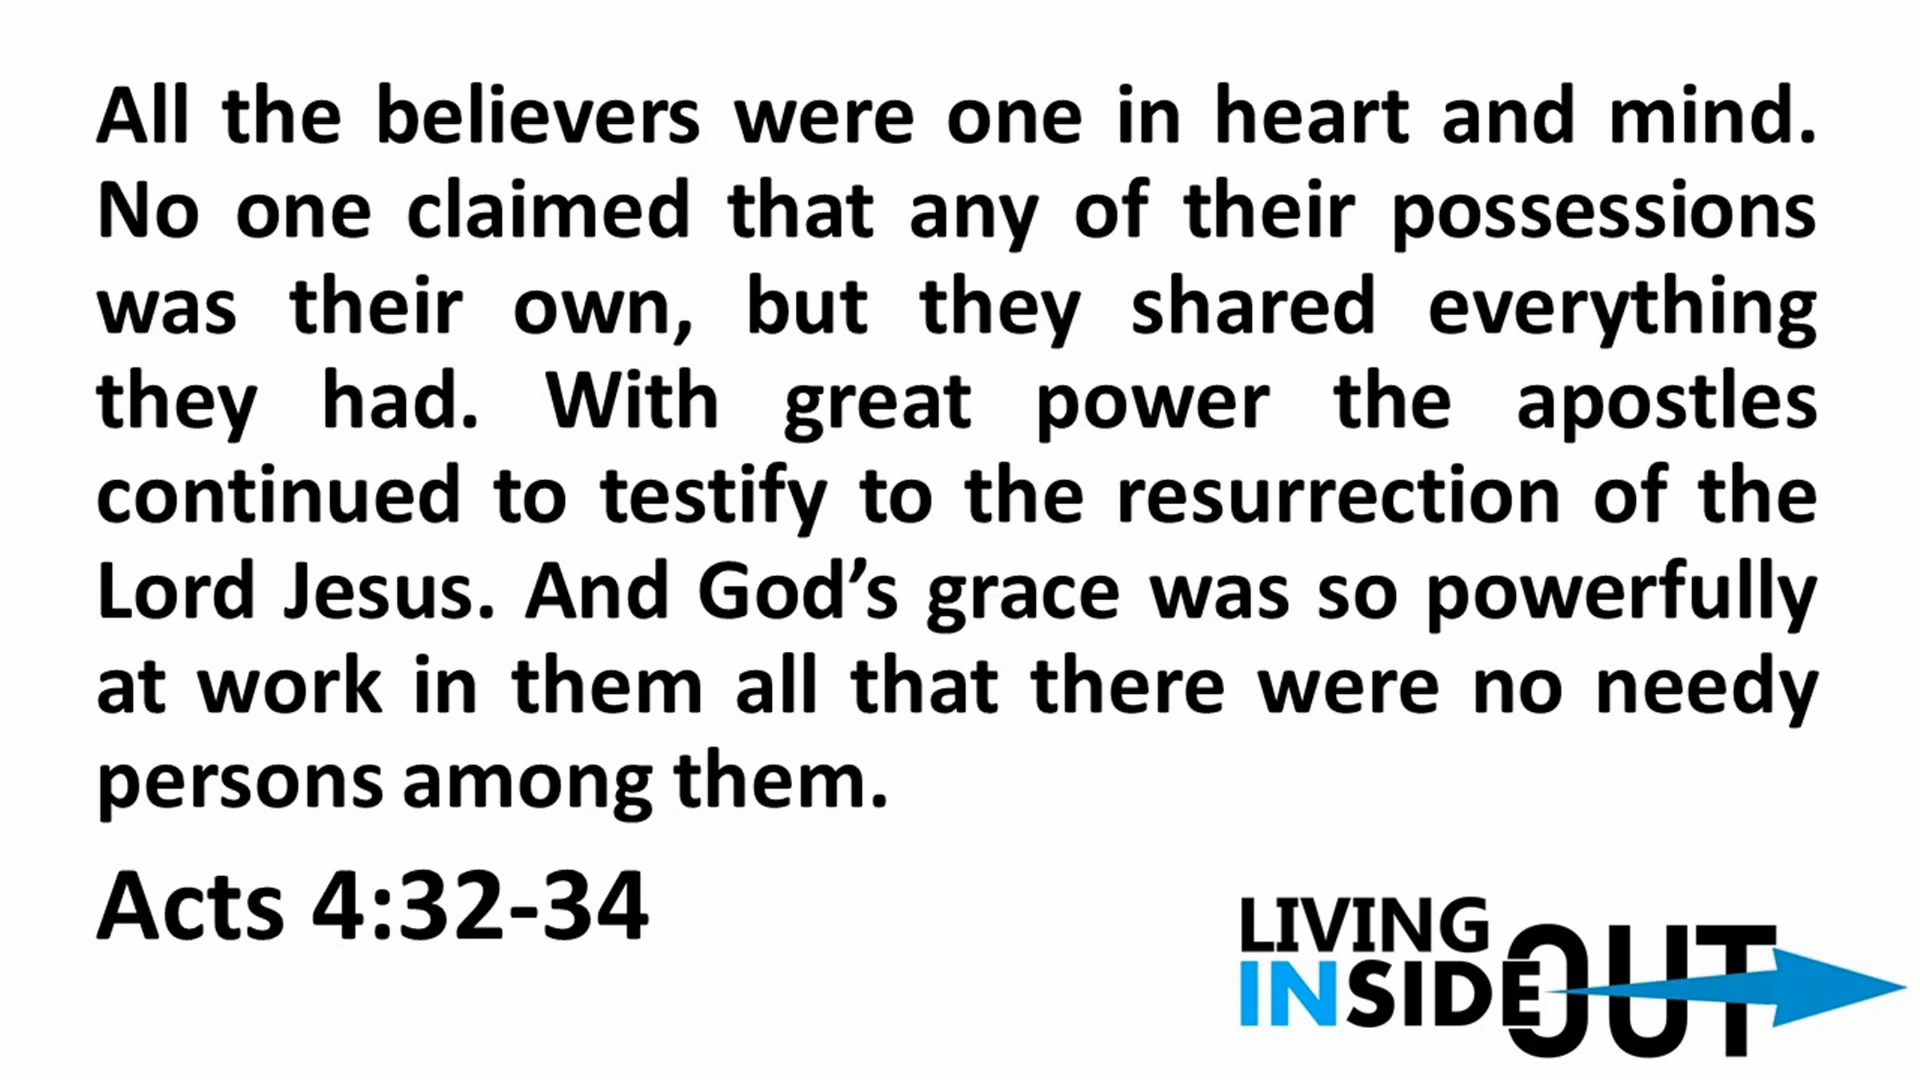 All the believers were one in heart and mind.
No one claimed that any of their possessions
was their own, but they shared everything
they had. With great power the apostles
continued to testify to the resurrection of the
Lord Jesus. And God’s grace was so powerfully
at work in them all that there were no needy
persons among them.
Acts 4:32-34
LIVING
INSIDE OUT